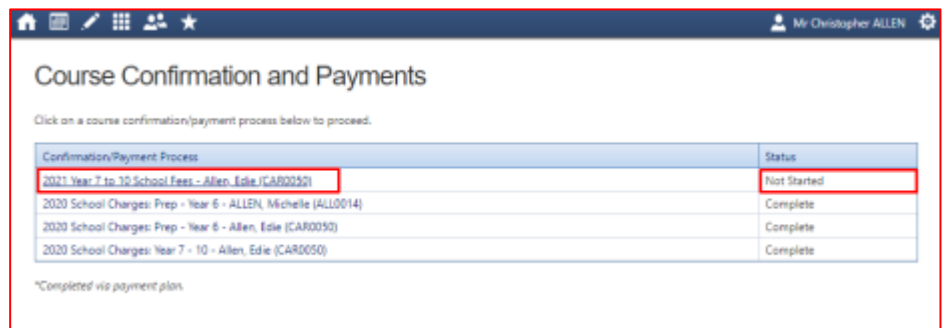 Mr Christopher ALLEN
Course Confirmation and Payments
Click on a course confirmation/payment process below to proceed.
Confirmation/Payment Process Status
2021 Year 7 to 10 School Fees - Allen, Edie (CAR0050) Not Started
2020 School Charges: Prep - Year 6 - ALLEN, Michelle (ALL0014) Complete
2020 School Charges: Prep - Year 6 - Allen, Edie (CAR0050) Complete
2020 School Charges: Year 7 - 10 - Allen, Edie (CAR0050) Complete
*Completed via payment plan.